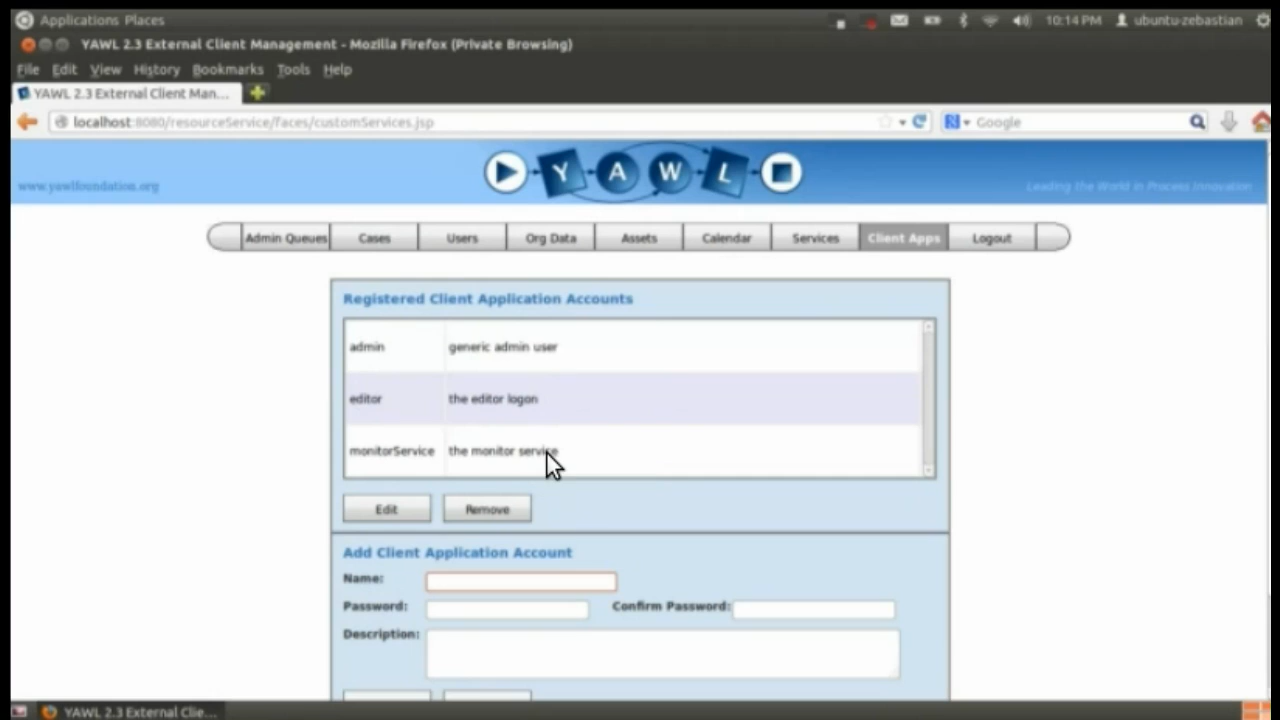 Applications Places
10:14 PM ubuntu-zebastian
YAWL 2.3 External Client Management - Mozilla Firefox (Private Browsing)
File Edit View History Bookmarks Tools Help
YAWL 2.3 External Client Man...
localhost:8080/resourceService/faces/customServices.jsp
Google
YAWL
www.yawlfoundation.org
Leading the World in Process Innovation
Admin Queues Cases Users Org Data Assets Calendar Services Client Apps Logout
Registered Client Application Accounts
admin generic admin user
editor the editor logon
monitorService the monitor service
Edit Remove
Add Client Application Account
Name:
Password: Confirm Password:
Description:
YAWL 2.3 External Clie...